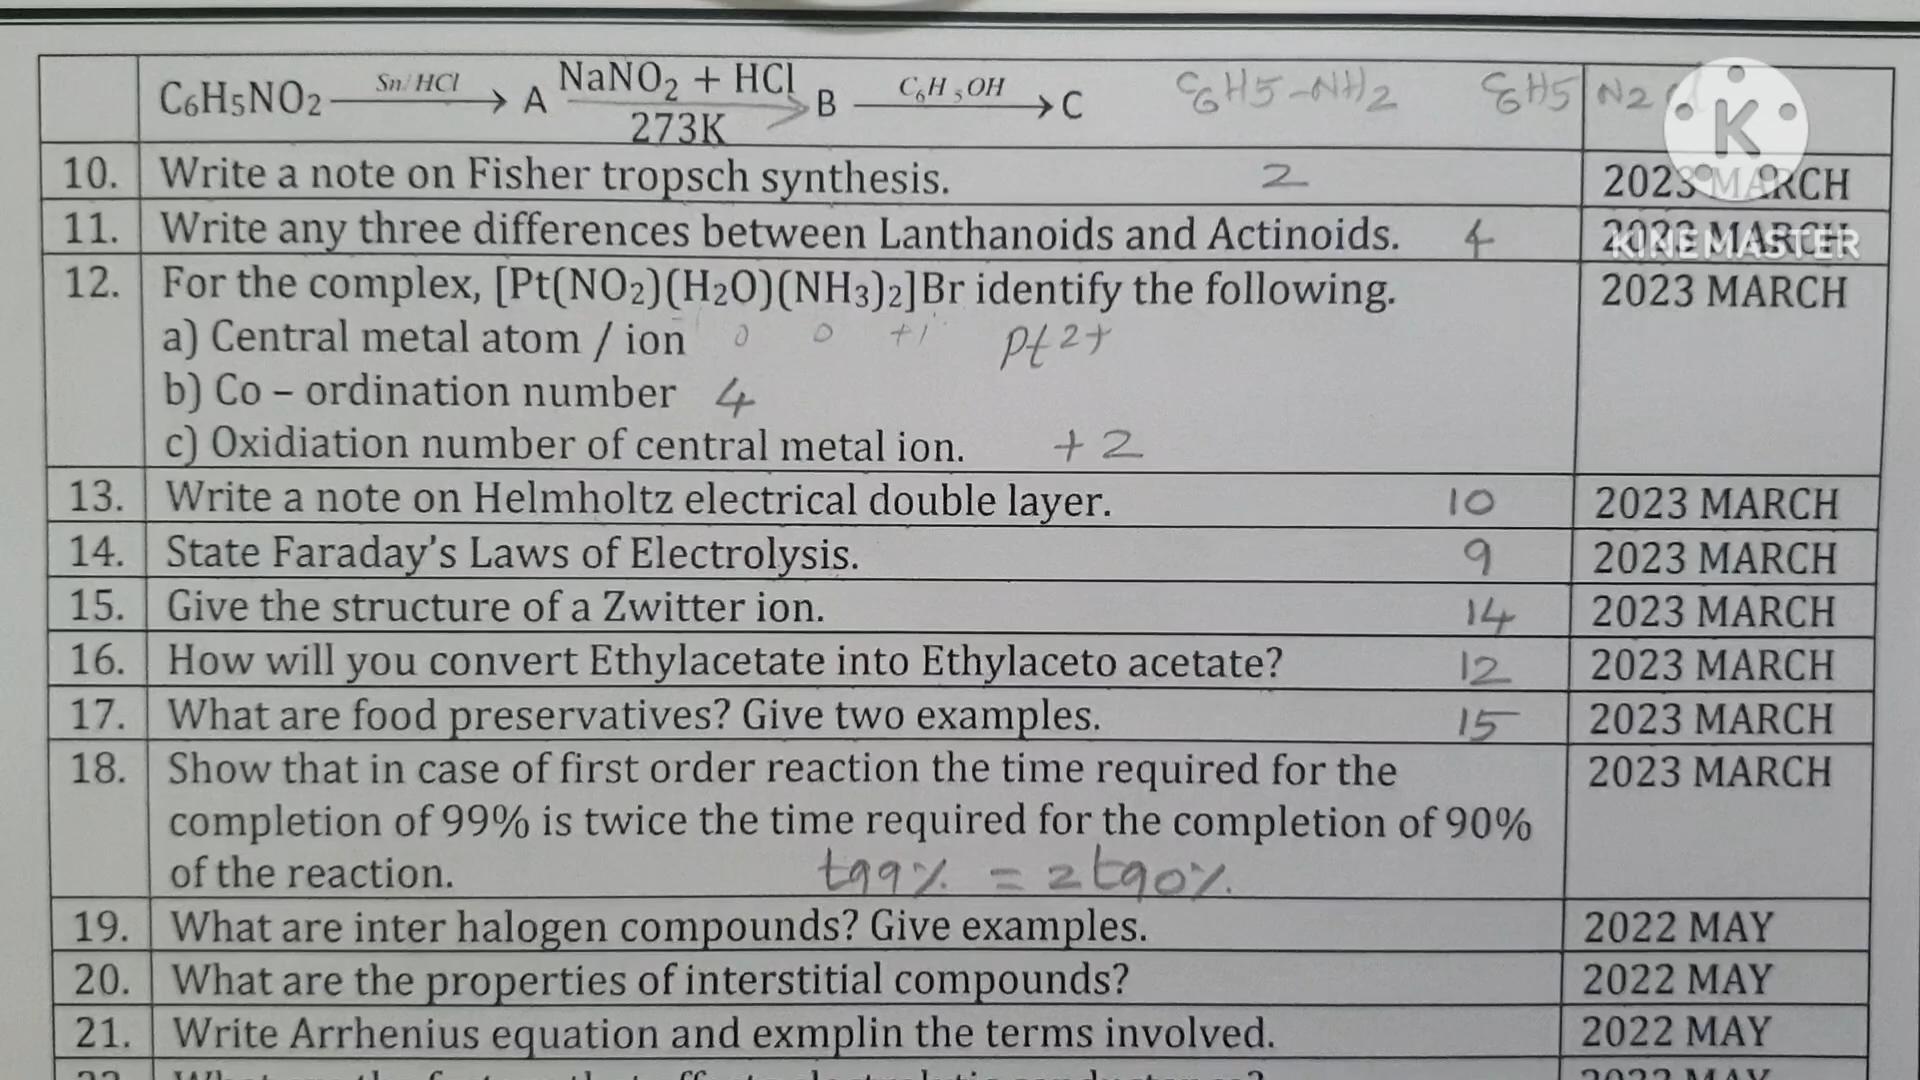 C6H5NO2 Sn/HCl → A NaNO2 + HCl 273K B C6H5OH → C C6H5-NH2 C6H5 N2
10. Write a note on Fisher tropsch synthesis. 2 2023 MARCH
11. Write any three differences between Lanthanoids and Actinoids. 4 2023 MARCH
KINEMASTER
12. For the complex, [Pt(NO2)(H2O)(NH3)2]Br identify the following. 2023 MARCH
a) Central metal atom / ion 0 0 +1 Pt2+
b) Co – ordination number 4
c) Oxidiation number of central metal ion. +2
13. Write a note on Helmholtz electrical double layer. 10 2023 MARCH
14. State Faraday's Laws of Electrolysis. 9 2023 MARCH
15. Give the structure of a Zwitter ion. 14 2023 MARCH
16. How will you convert Ethylacetate into Ethylaceto acetate? 12 2023 MARCH
17. What are food preservatives? Give two examples. 15 2023 MARCH
18. Show that in case of first order reaction the time required for the 2023 MARCH
completion of 99% is twice the time required for the completion of 90%
of the reaction. t99% = 2t90%.
19. What are inter halogen compounds? Give examples. 2022 MAY
20. What are the properties of interstitial compounds? 2022 MAY
21. Write Arrhenius equation and exmplin the terms involved. 2022 MAY